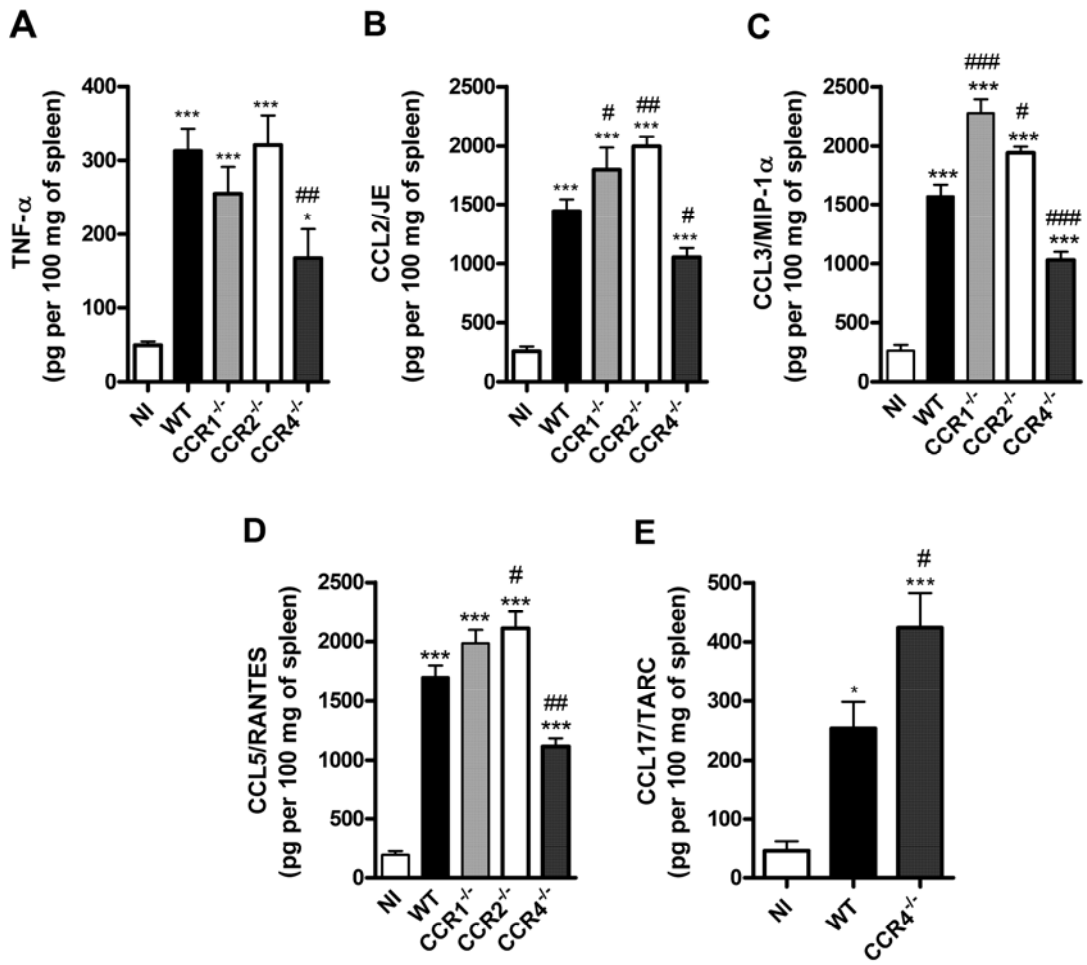 A
TNF-α
(pg per 100 mg of spleen)
400
300
200
100
0
***
***
***
##
*
NI
WT
CCR1-/-
CCR2-/-
CCR4-/-
B
CCL2/JE
(pg per 100 mg of spleen)
2500
2000
1500
1000
500
0
***
#
***
##
***
#
***
NI
WT
CCR1-/-
CCR2-/-
CCR4-/-
C
CCL3/MIP-1α
(pg per 100 mg of spleen)
2500
2000
1500
1000
500
0
***
###
***
#
***
###
***
NI
WT
CCR1-/-
CCR2-/-
CCR4-/-
D
CCL5/RANTES
(pg per 100 mg of spleen)
2500
2000
1500
1000
500
0
***
***
#
***
##
***
NI
WT
CCR1-/-
CCR2-/-
CCR4-/-
E
CCL17/TARC
(pg per 100 mg of spleen)
500
400
300
200
100
0
*
#
***
NI
WT
CCR4-/-